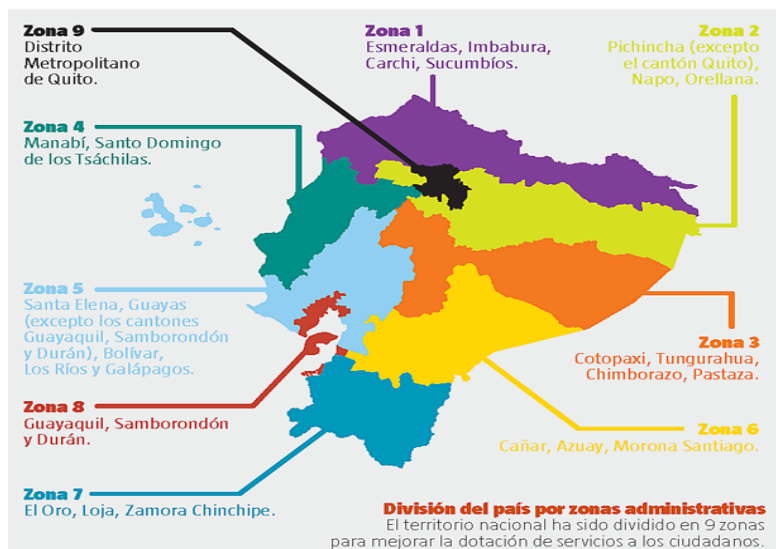 Zona 9
Distrito
Metropolitano
de Quito.
Zona 1
Esmeraldas, Imbabura,
Carchi, Sucumbíos.
Zona 2
Pichincha (excepto
el cantón Quito),
Napo, Orellana.
Zona 4
Manabí, Santo Domingo
de los Tsáchilas.
Zona 5
Santa Elena, Guayas
(excepto los cantones
Guayaquil, Samborondón
y Durán), Bolívar,
Los Ríos y Galápagos.
Zona 3
Cotopaxi, Tungurahua,
Chimborazo, Pastaza.
Zona 8
Guayaquil, Samborondón
y Durán.
Zona 6
Cañar, Azuay, Morona Santiago.
Zona 7
El Oro, Loja, Zamora Chinchipe.
División del país por zonas administrativas
El territorio nacional ha sido dividido en 9 zonas
para mejorar la dotación de servicios a los ciudadanos.